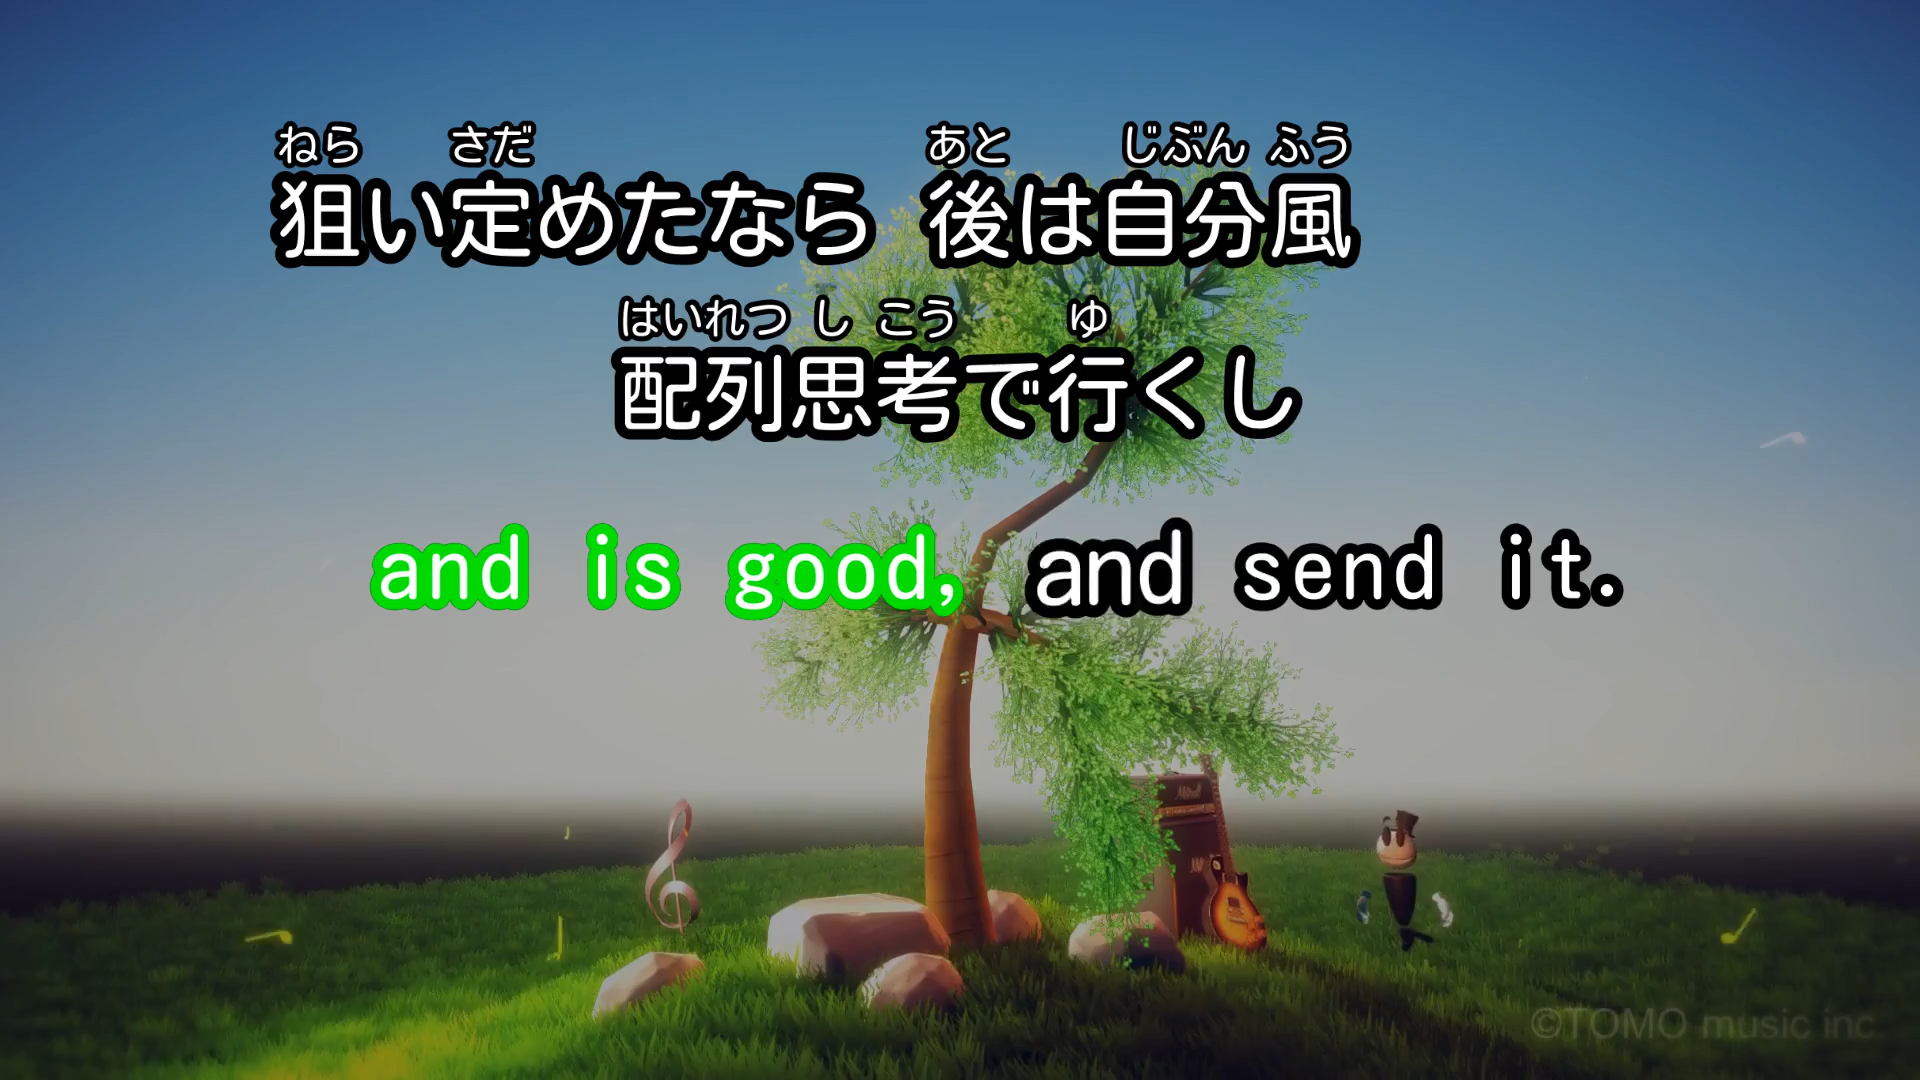 ねら さだ あと じぶん ふう
狙い定めたなら 後は自分風
はいれつ し こう ゆ
配列思考で行くし
and is good, and send it.
©TOMO music inc.